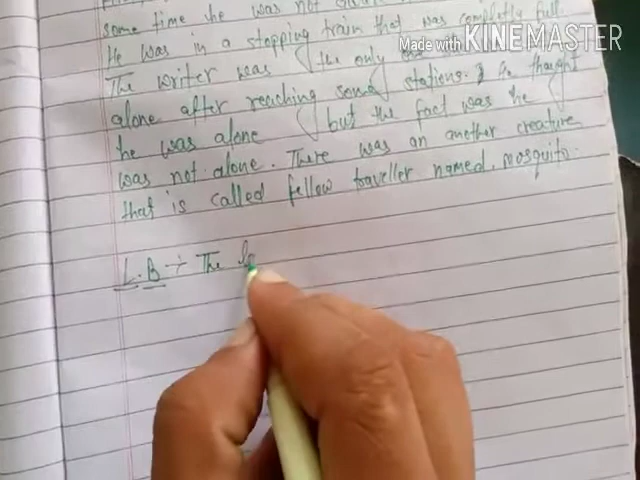 some time he was not
Made with KINEMASTER
He was in a stopping train that was completly full.
The writer was the only
alone after reaching some stations. he thought
he was alone but the fact was he
was not alone. There was an another creature
that is called fellow traveller named. mosquito.
L.B → The